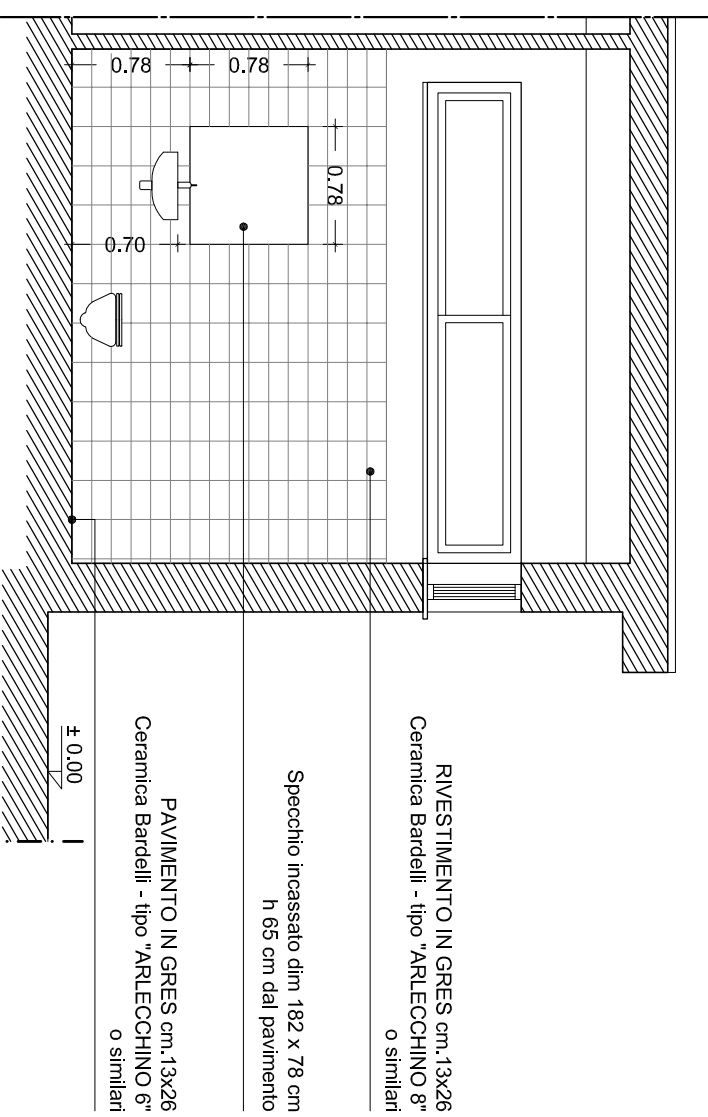 0.78
0.78
0.78
0.70
± 0.00
RIVESTIMENTO IN GRES cm.13x26
Ceramica Bardelli - tipo "ARLECCHINO 8"
o similari
Specchio incassato dim 182 x 78 cm
h 65 cm dal pavimento
PAVIMENTO IN GRES cm.13x26
Ceramica Bardelli - tipo "ARLECCHINO 6"
o similari